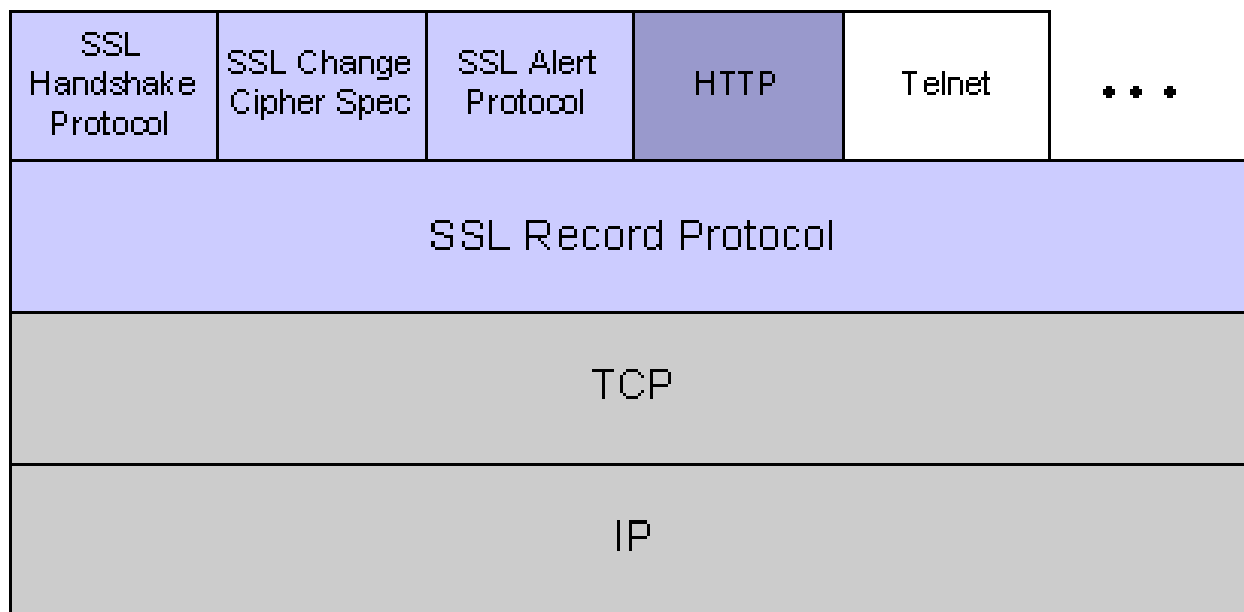 SSL
Handshake
Protocol
SSL Change
Cipher Spec
SSL Alert
Protocol
HTTP
Telnet
...
SSL Record Protocol
TCP
IP